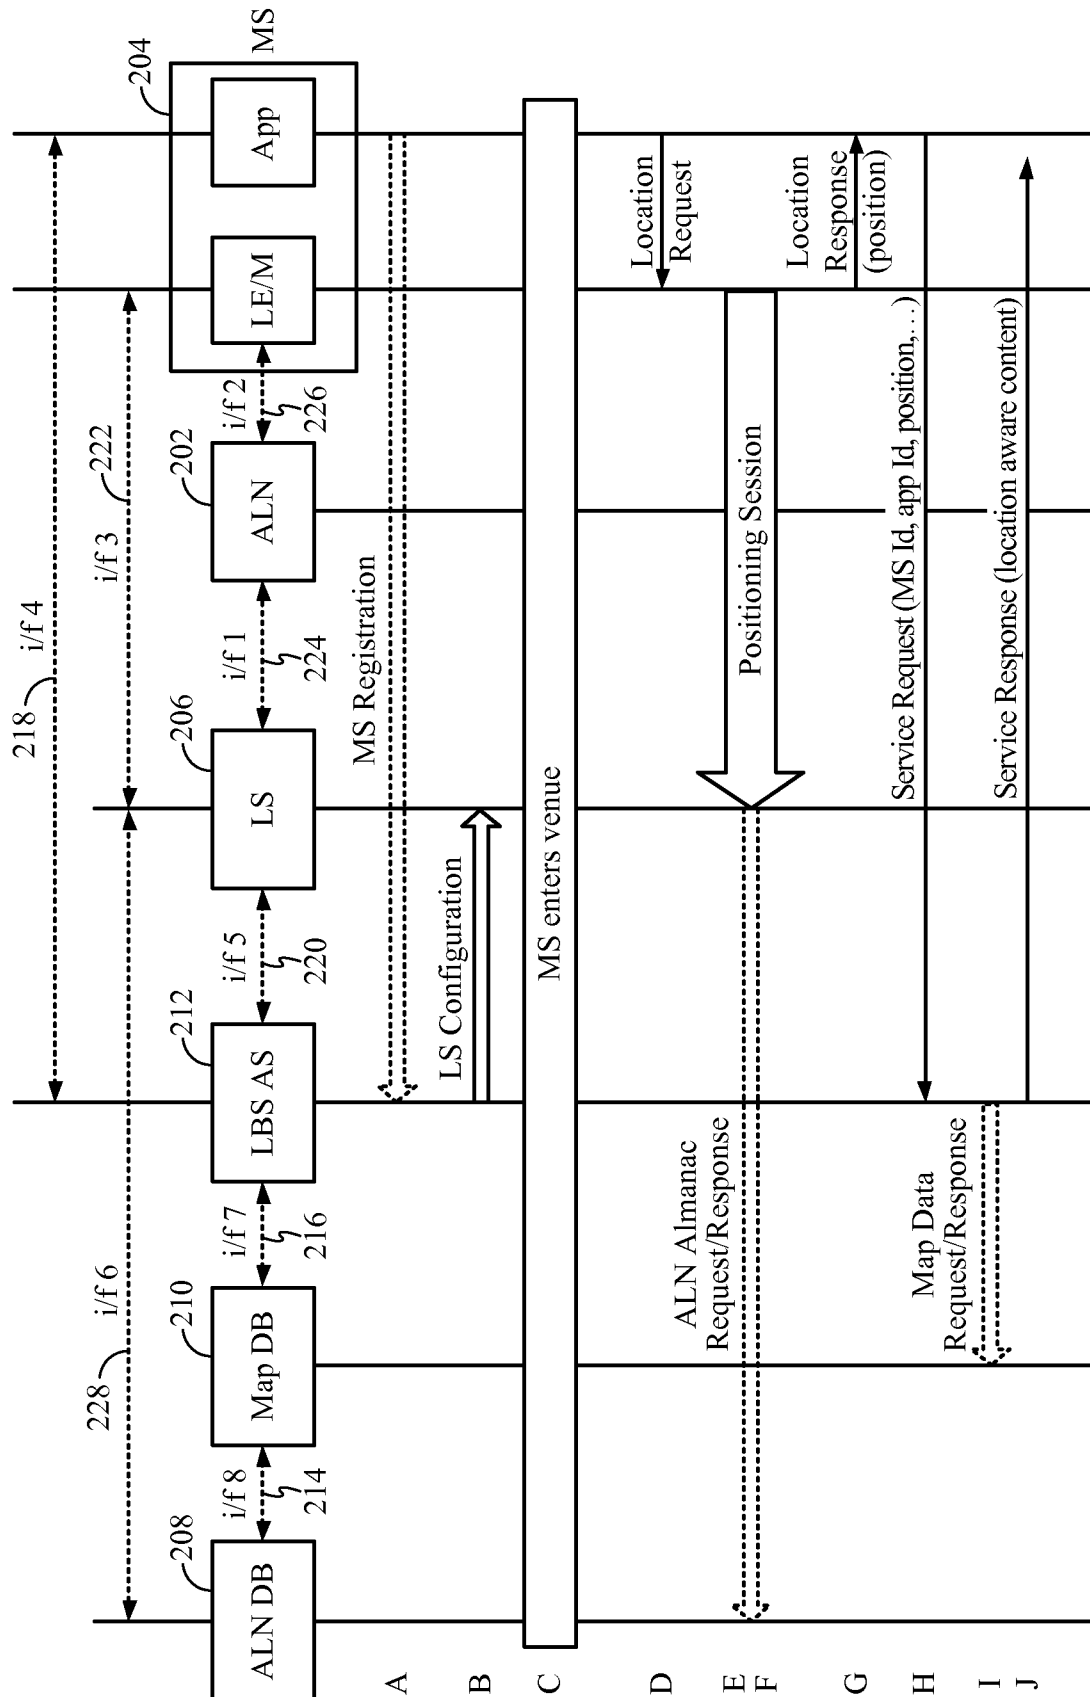 218
i/f 4
228
i/f 6
i/f 3
222
208
210
212
206
202
204
ALN DB
i/f 8
214
Map DB
i/f 7
216
LBS AS
i/f 5
220
LS
i/f 1
224
ALN
i/f 2
226
LE/M
App
MS
A
MS Registration
B
LS Configuration
C
MS enters venue
D
Location
Request
E
F
ALN Almanac
Request/Response
Positioning Session
G
Location
Response
(position)
H
Service Request (MS Id, app Id, position,...)
I
Map Data
Request/Response
J
Service Response (location aware content)